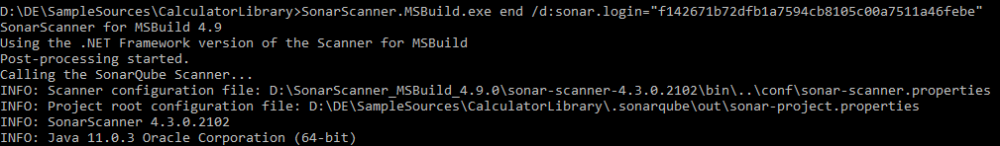 D:\DE\SampleSources\CalculatorLibrary>SonarScanner.MSBuild.exe end /d:sonar.login="f142671b72dfb1a7594cb8105c00a7511a46febe"
SonarScanner for MSBuild 4.9
Using the .NET Framework version of the Scanner for MSBuild
Post-processing started.
Calling the SonarQube Scanner...
INFO: Scanner configuration file: D:\SonarScanner_MSBuild_4.9.0\sonar-scanner-4.3.0.2102\bin\..\conf\sonar-scanner.properties
INFO: Project root configuration file: D:\DE\SampleSources\CalculatorLibrary\.sonarqube\out\sonar-project.properties
INFO: SonarScanner 4.3.0.2102
INFO: Java 11.0.3 Oracle Corporation (64-bit)